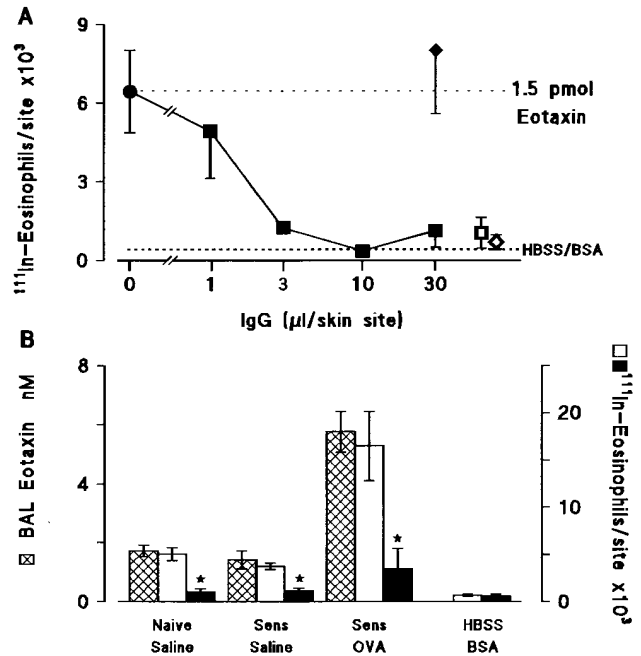 A
9
6
3
0
¹¹¹In-Eosinophils/site x10³
1.5 pmol
Eotaxin
HBSS/BSA
0 1 3 10 30
IgG (µl/skin site)
B
8
4
0
BAL Eotaxin nM
20
10
0
¹¹¹In-Eosinophils/site x10³
★ ★ ★
Naive Sens Sens HBSS
Saline Saline OVA BSA